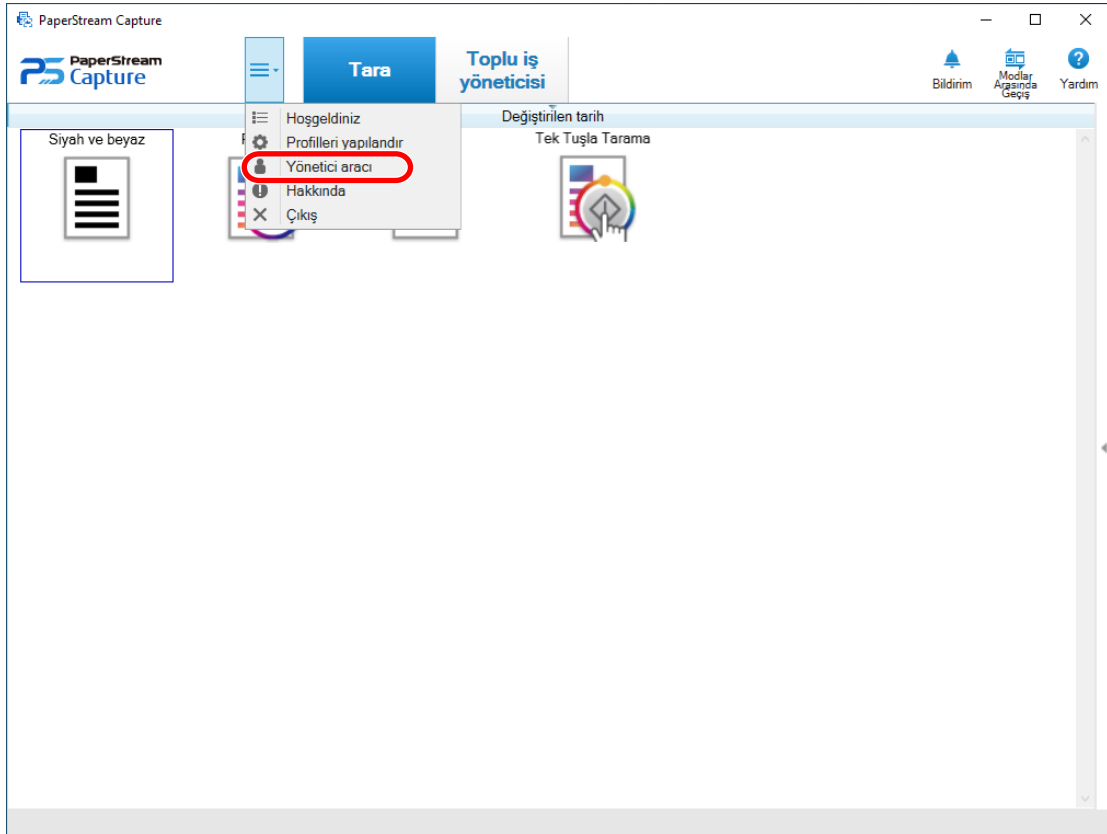 PaperStream Capture
PaperStream
Capture
Tara
Toplu iş
yöneticisi
Bildirim
Modlar
Arasında
Geçiş
Yardım
Değiştirilen tarih
Hoşgeldiniz
Profilleri yapılandır
Yönetici aracı
Hakkında
Çıkış
Siyah ve beyaz
Tek Tuşla Tarama